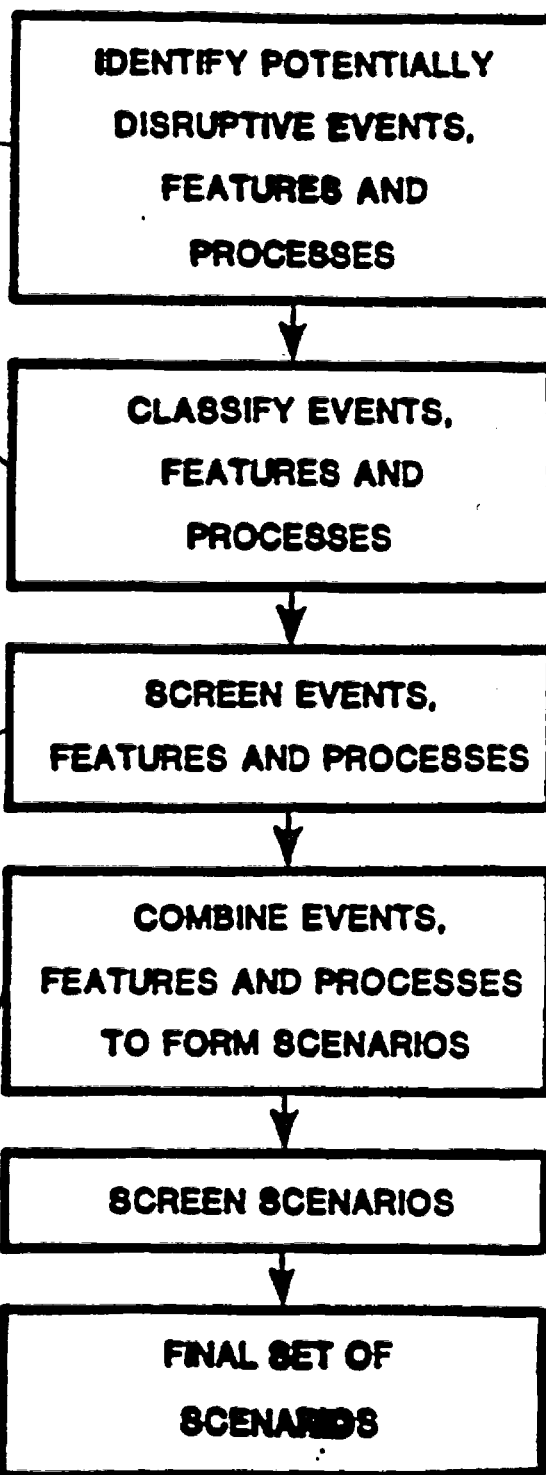 IDENTIFY POTENTIALLY
DISRUPTIVE EVENTS,
FEATURES AND
PROCESSES
CLASSIFY EVENTS,
FEATURES AND
PROCESSES
SCREEN EVENTS,
FEATURES AND PROCESSES
COMBINE EVENTS,
FEATURES AND PROCESSES
TO FORM SCENARIOS
SCREEN SCENARIOS
FINAL SET OF
SCENARIOS